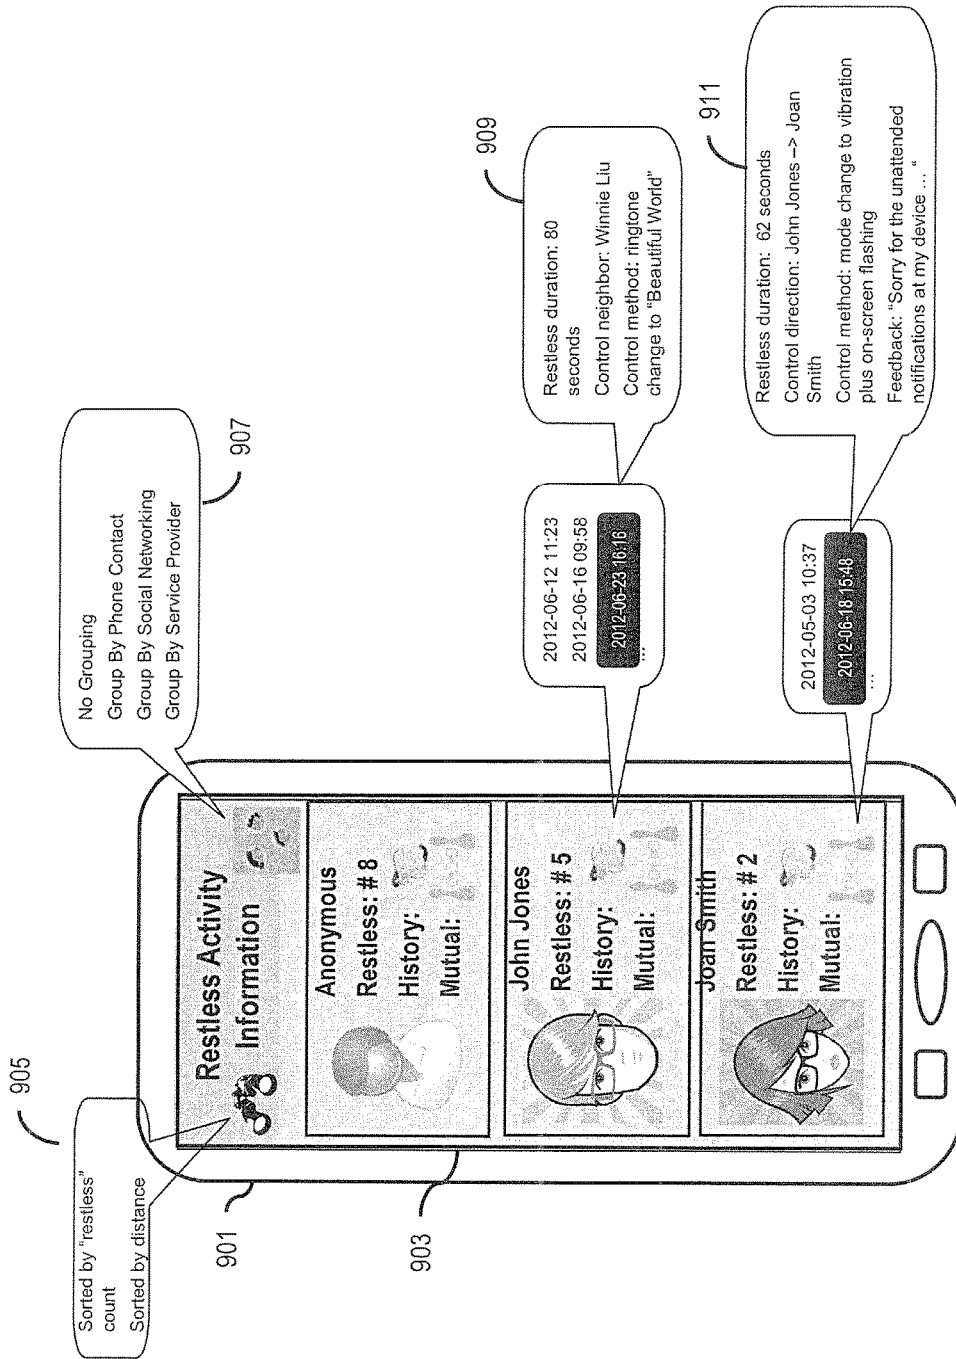 905
Sorted by "restless"
count
Sorted by distance
901
903
Restless Activity
Information
Anonymous
Restless: # 8
History:
Mutual:
John Jones
Restless: # 5
History:
Mutual:
Joan Smith
Restless: # 2
History:
Mutual:
907
No Grouping
Group By Phone Contact
Group By Social Networking
Group By Service Provider
2012-06-12 11:23
2012-06-16 09:58
2012-06-23 16:16
...
909
Restless duration: 80
seconds
Control neighbor: Winnie Liu
Control method: ringtone
change to "Beautiful World"
2012-05-03 10:37
2012-06-18 15:48
...
911
Restless duration: 62 seconds
Control direction: John Jones --> Joan
Smith
Control method: mode change to vibration
plus on-screen flashing
Feedback: "Sorry for the unattended
notifications at my device ... "